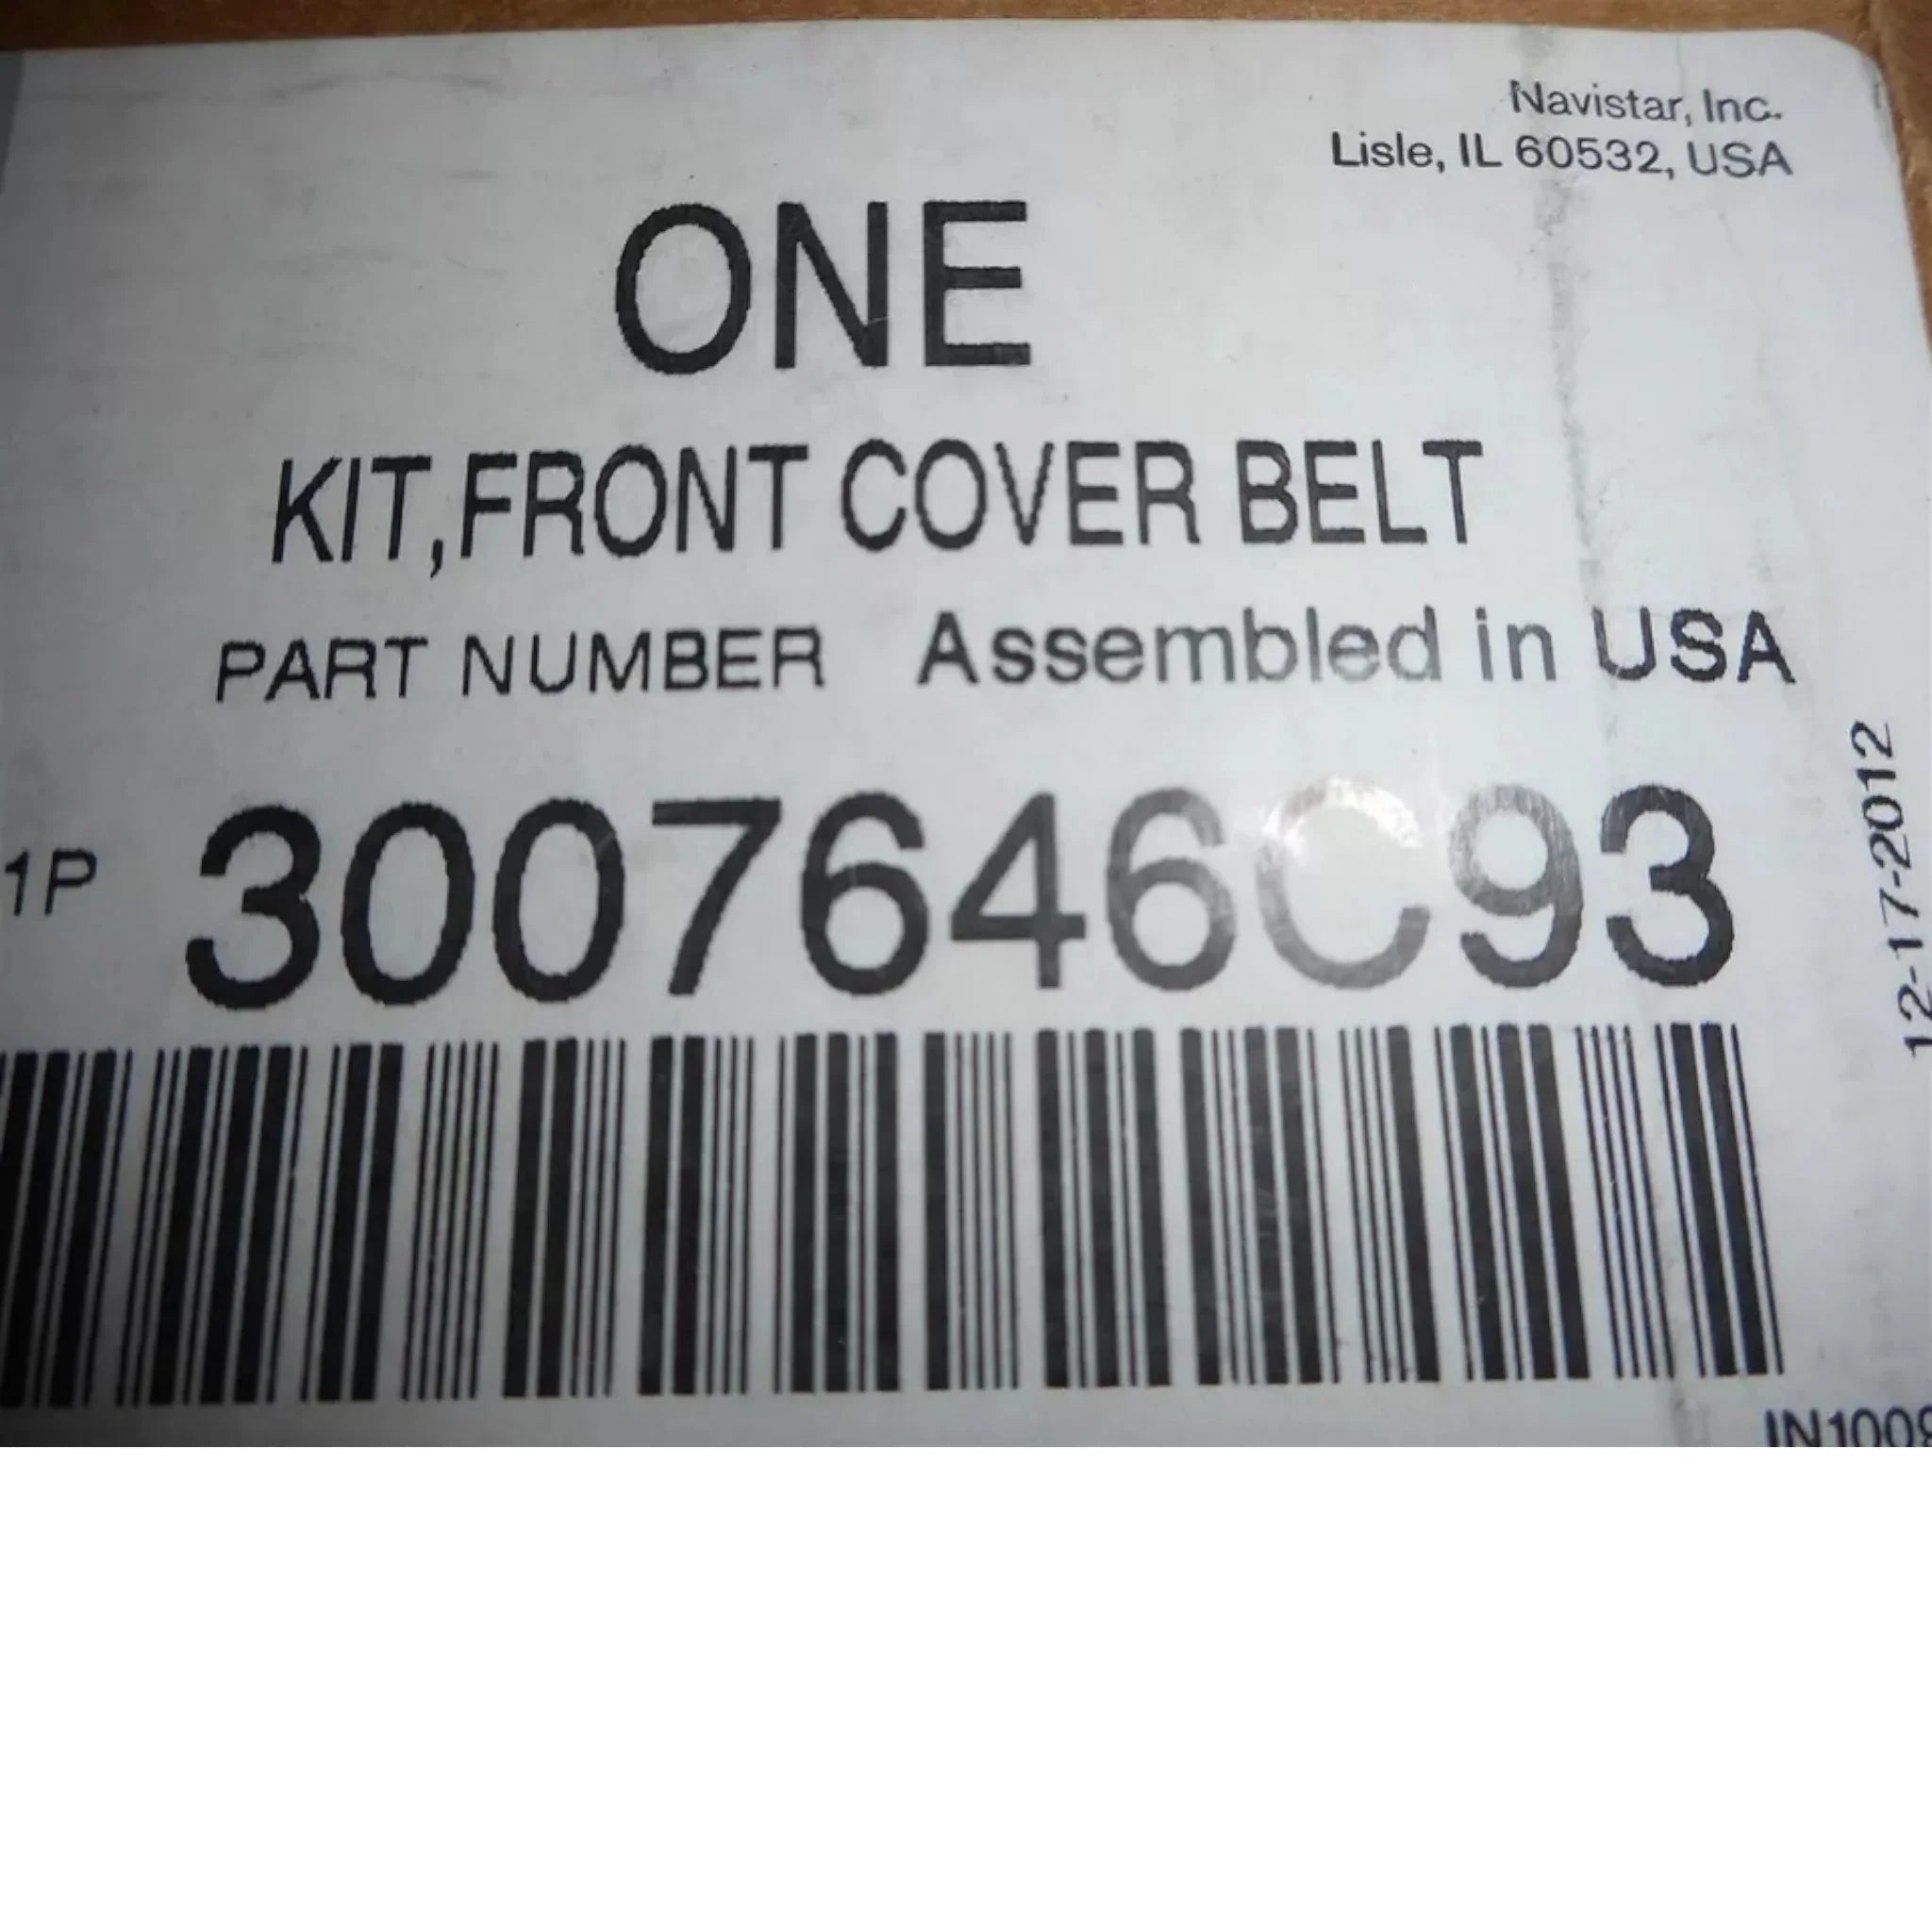 Navistar, Inc.
Lisle, IL 60532, USA
ONE
KIT,FRONT COVER BELT
PART NUMBER Assembled in USA
1P 3007646C93
12-17-2012